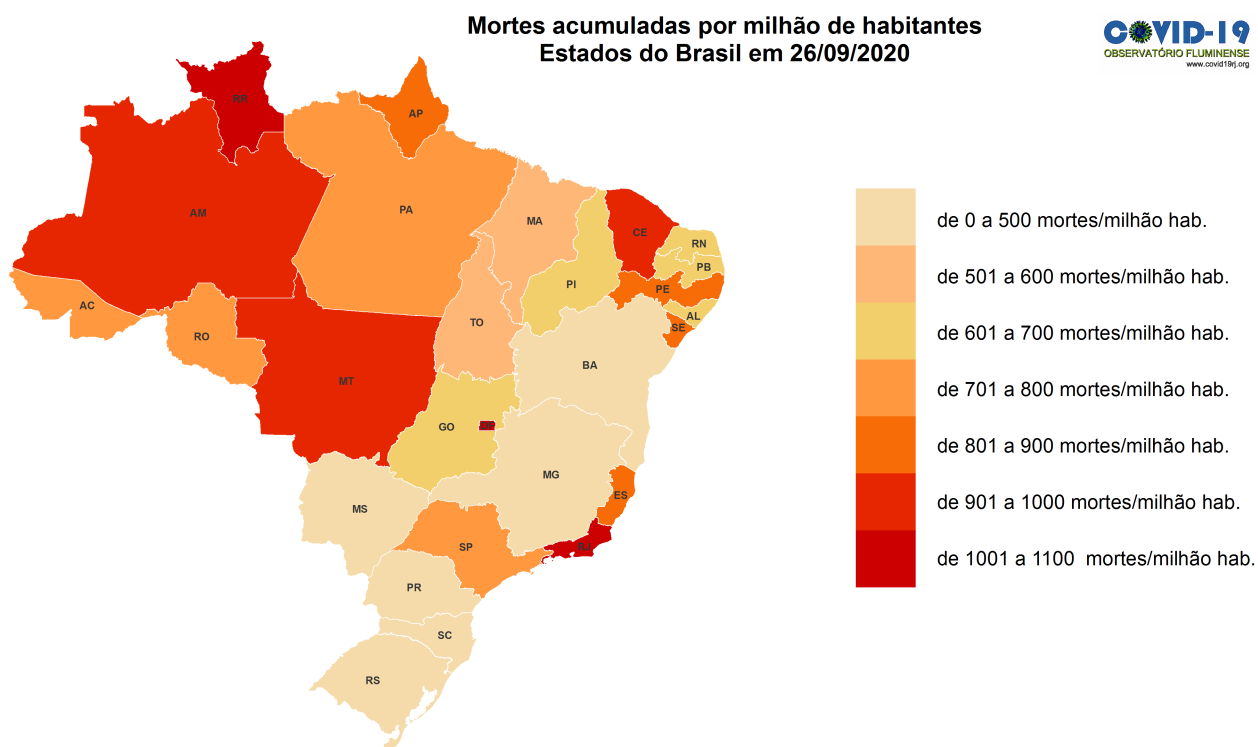 Mortes acumuladas por milhão de habitantes
Estados do Brasil em 26/09/2020
COVID-19
OBSERVATÓRIO FLUMINENSE
www.covid19rj.org
RR
AP
AM
PA
MA
CE
RN
PB
PI
PE
AC
AL
TO
SE
RO
BA
MT
GO
DF
MG
ES
MS
SP
RJ
PR
SC
RS
de 0 a 500 mortes/milhão hab.
de 501 a 600 mortes/milhão hab.
de 601 a 700 mortes/milhão hab.
de 701 a 800 mortes/milhão hab.
de 801 a 900 mortes/milhão hab.
de 901 a 1000 mortes/milhão hab.
de 1001 a 1100 mortes/milhão hab.